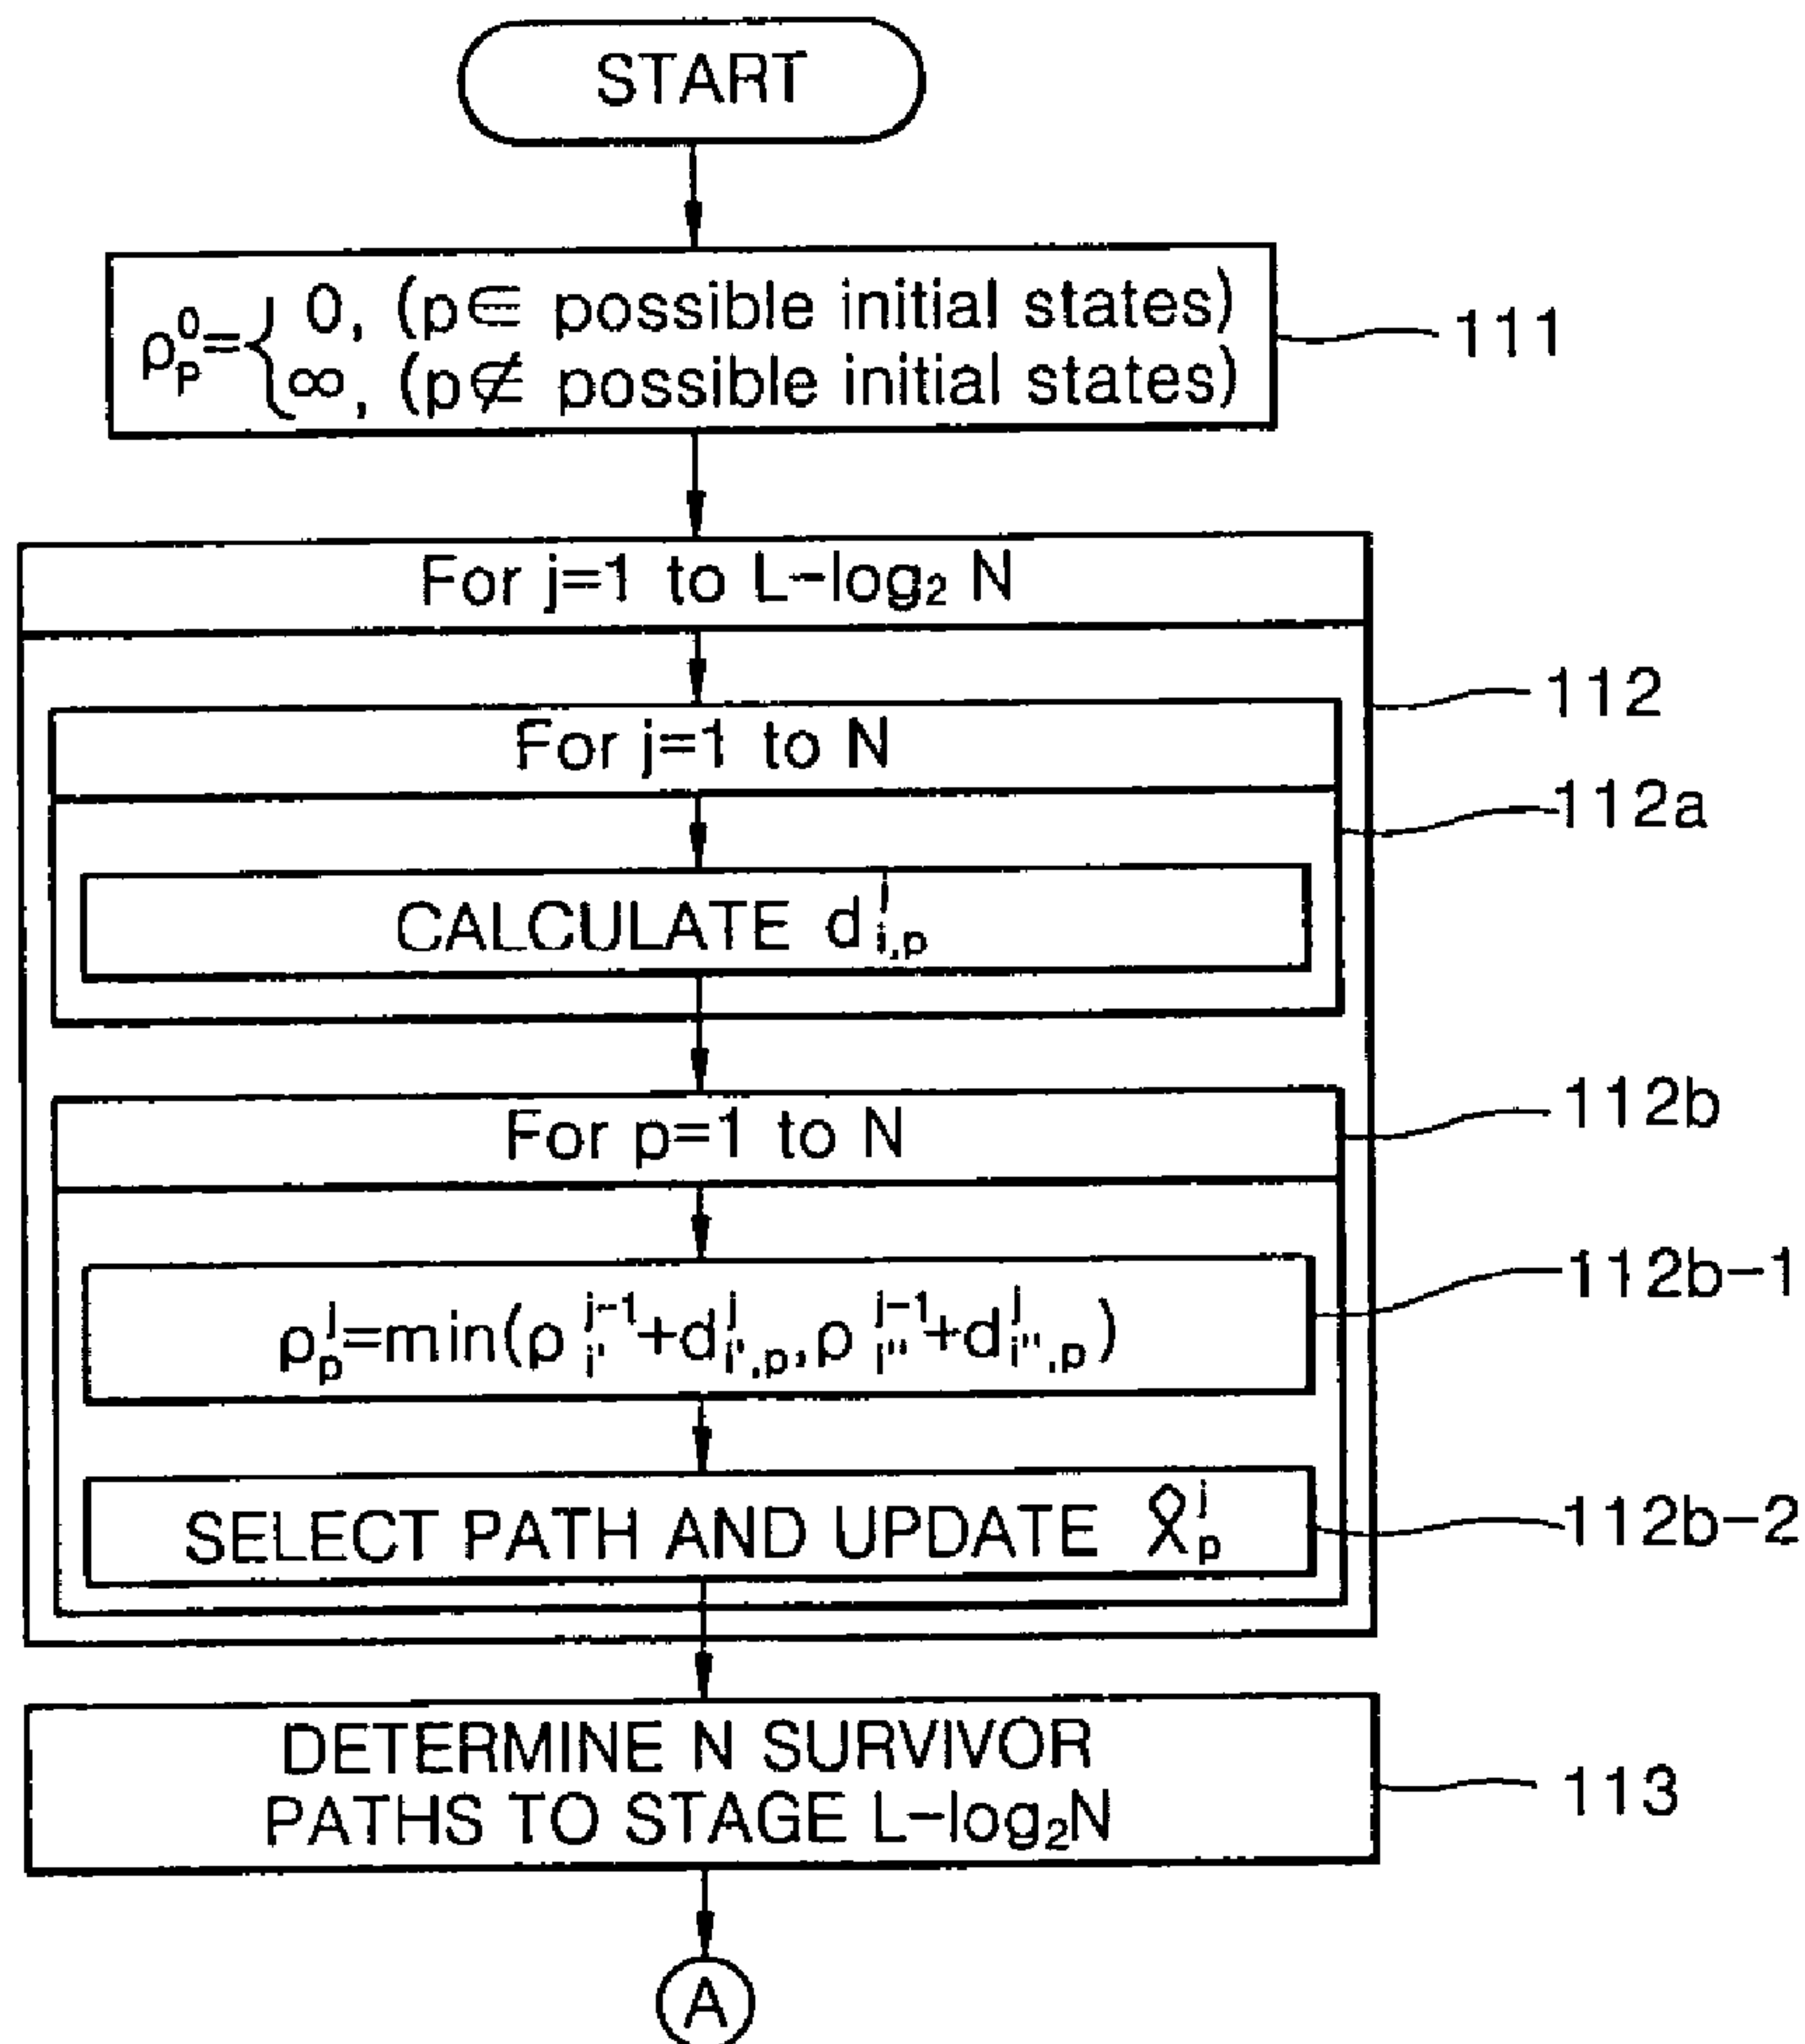 START
ρ_p^0 = { 0, (p∈ possible initial states)
∞, (p∉ possible initial states)
111
For j=1 to L-log₂ N
112
For j=1 to N
112a
CALCULATE d_{i,p}^j
For p=1 to N
112b
ρ_p^j=min(ρ_{i'}^{j-1}+d_{i',p}^j, ρ_{i''}^{j-1}+d_{i'',p}^j)
112b-1
SELECT PATH AND UPDATE x̂_p^j
112b-2
DETERMINE N SURVIVOR
PATHS TO STAGE L-log₂N
113
A